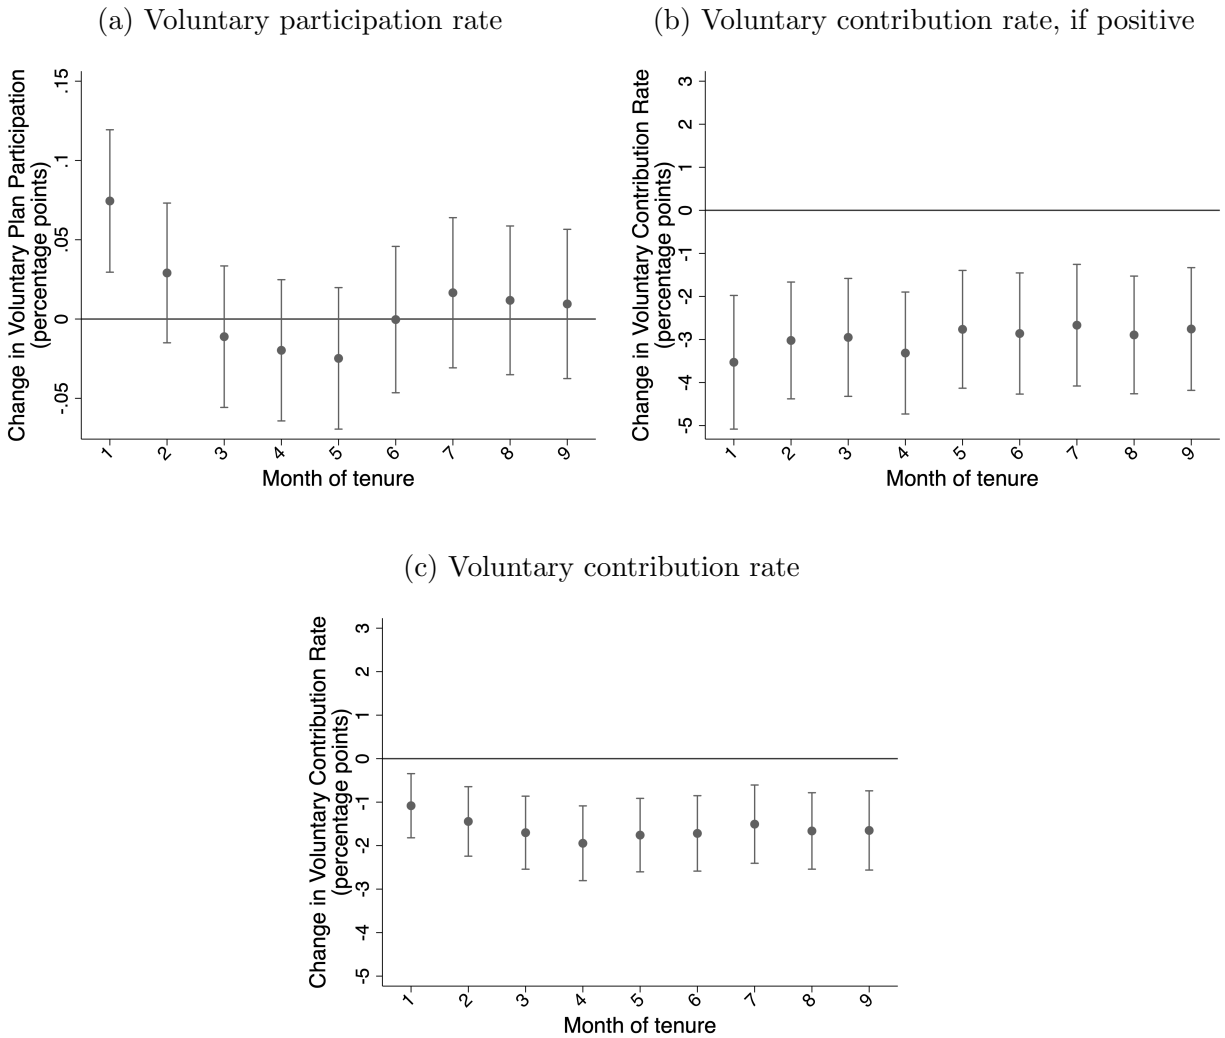 (a) Voluntary participation rate
Change in Voluntary Plan Participation
(percentage points)
.15
.1
.05
0
-.05
1 2 3 4 5 6 7 8 9
Month of tenure
(b) Voluntary contribution rate, if positive
Change in Voluntary Contribution Rate
(percentage points)
3
2
1
0
-1
-2
-3
-4
-5
1 2 3 4 5 6 7 8 9
Month of tenure
(c) Voluntary contribution rate
Change in Voluntary Contribution Rate
(percentage points)
3
2
1
0
-1
-2
-3
-4
-5
1 2 3 4 5 6 7 8 9
Month of tenure